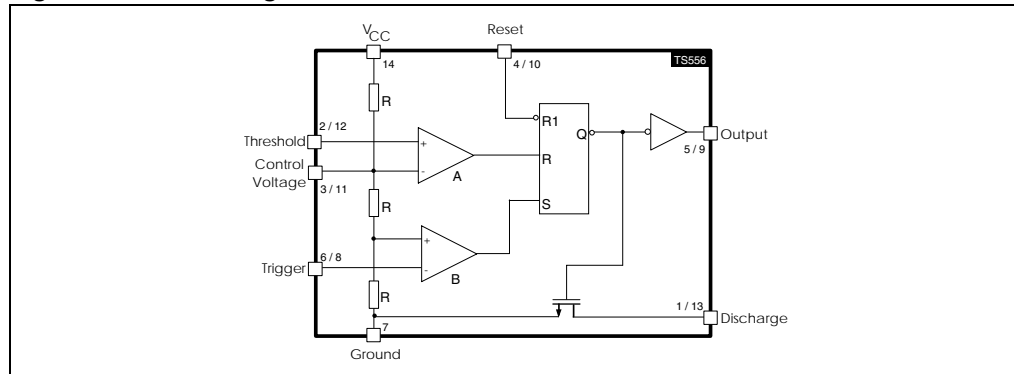 VCC
Reset
14
4 / 10
TS556
R
2 / 12
R1
Threshold
+
Q
Output
5 / 9
Control
Voltage
-
A
R
3 / 11
R
S
+
6 / 8
Trigger
-
B
R
1 / 13
Discharge
7
Ground